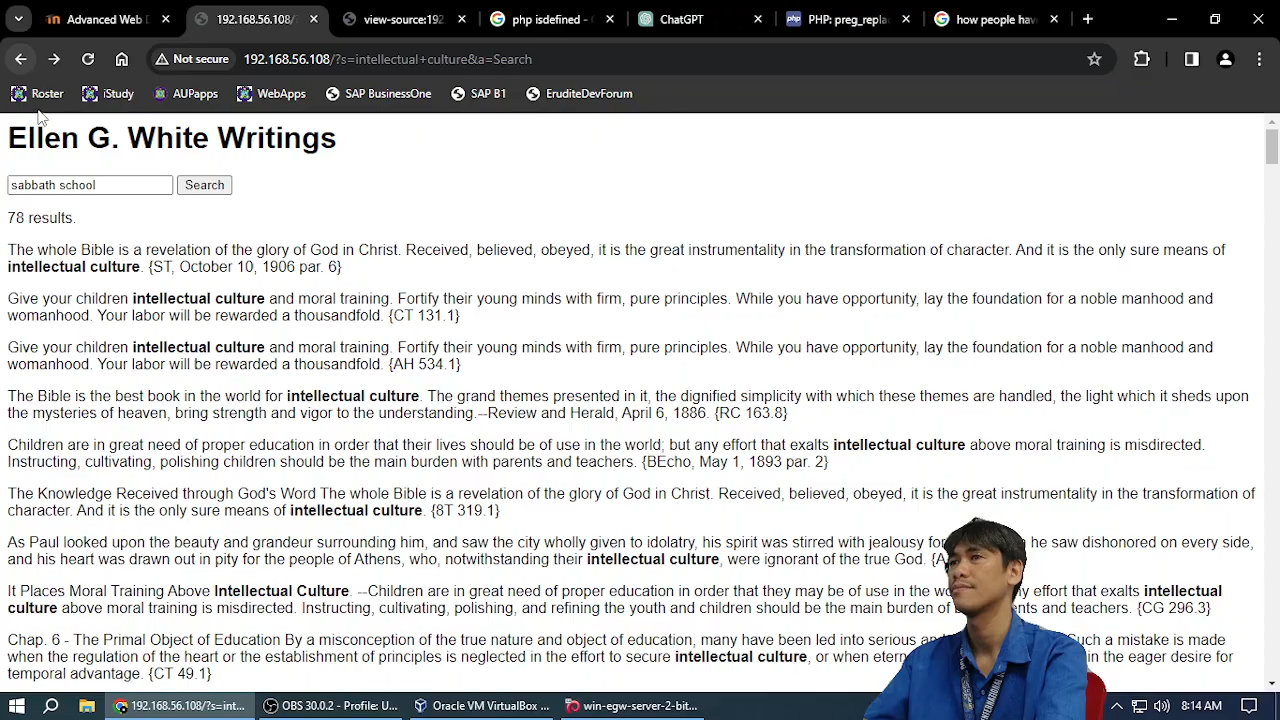 Advanced Web D
192.168.56.108/
view-source:192
php isdefined -
ChatGPT
PHP: preg_repla
how people hav
Not secure
192.168.56.108/?s=intellectual+culture&a=Search
Roster
iStudy
AUPapps
WebApps
SAP BusinessOne
SAP B1
EruditeDevForum
Ellen G. White Writings
sabbath school
Search
78 results.
The whole Bible is a revelation of the glory of God in Christ. Received, believed, obeyed, it is the great instrumentality in the transformation of character. And it is the only sure means of
intellectual culture. {ST, October 10, 1906 par. 6}
Give your children intellectual culture and moral training. Fortify their young minds with firm, pure principles. While you have opportunity, lay the foundation for a noble manhood and
womanhood. Your labor will be rewarded a thousandfold. {CT 131.1}
Give your children intellectual culture and moral training. Fortify their young minds with firm, pure principles. While you have opportunity, lay the foundation for a noble manhood and
womanhood. Your labor will be rewarded a thousandfold. {AH 534.1}
The Bible is the best book in the world for intellectual culture. The grand themes presented in it, the dignified simplicity with which these themes are handled, the light which it sheds upon
the mysteries of heaven, bring strength and vigor to the understanding.--Review and Herald, April 6, 1886. {RC 163.8}
Children are in great need of proper education in order that their lives should be of use in the world; but any effort that exalts intellectual culture above moral training is misdirected.
Instructing, cultivating, polishing children should be the main burden with parents and teachers. {BEcho, May 1, 1893 par. 2}
The Knowledge Received through God's Word The whole Bible is a revelation of the glory of God in Christ. Received, believed, obeyed, it is the great instrumentality in the transformation of
character. And it is the only sure means of intellectual culture. {8T 319.1}
As Paul looked upon the beauty and grandeur surrounding him, and saw the city wholly given to idolatry, his spirit was stirred with jealousy he saw dishonored on every side,
and his heart was drawn out in pity for the people of Athens, who, notwithstanding their intellectual culture, were ignorant of the true God.
It Places Moral Training Above Intellectual Culture. --Children are in great need of proper education in order that they may be of use in the effort that exalts intellectual
culture above moral training is misdirected. Instructing, cultivating, polishing, and refining the youth and children should be the main burden of and teachers. {CG 296.3}
Chap. 6 - The Primal Object of Education By a misconception of the true nature and object of education, many have been led into serious Such a mistake is made
when the regulation of the heart or the establishment of principles is neglected in the effort to secure intellectual culture, or when in the eager desire for
temporal advantage. {CT 49.1}
192.168.56.108/?s=int...
OBS 30.0.2 - Profile: U...
Oracle VM VirtualBox ...
win-egw-server-2-bit...
8:14 AM